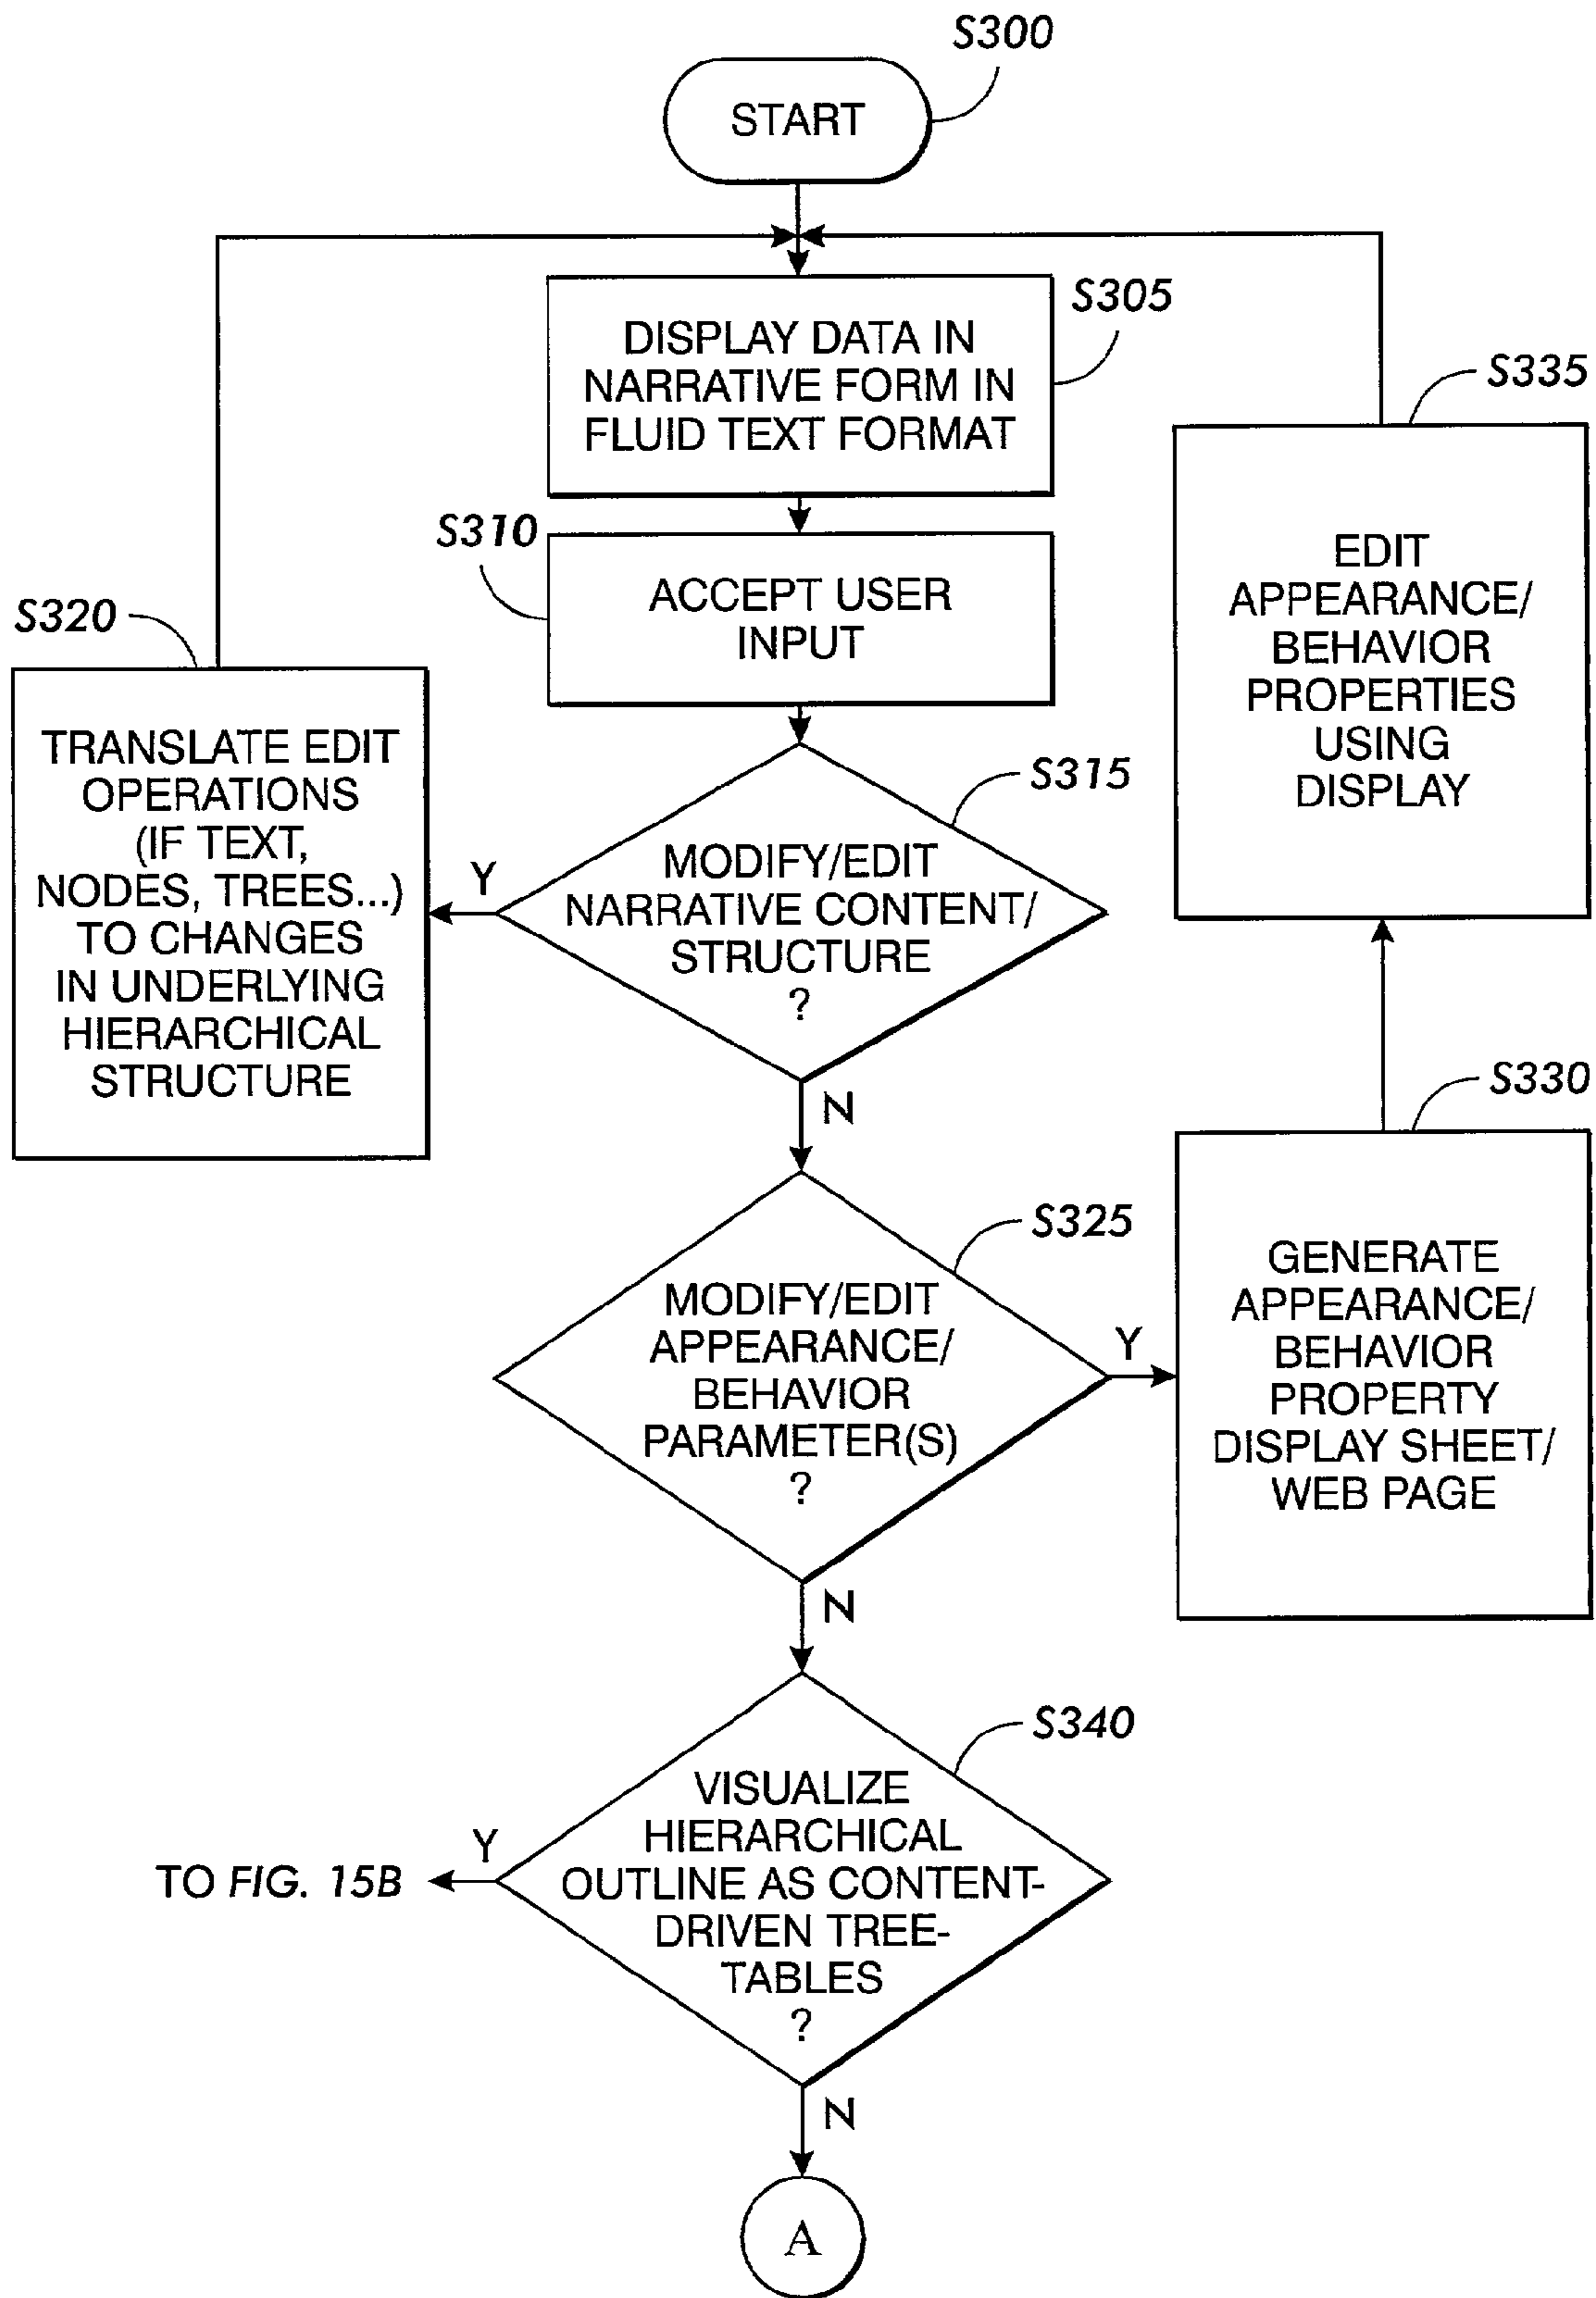 S300
START
S305
DISPLAY DATA IN
NARRATIVE FORM IN
FLUID TEXT FORMAT
S310
ACCEPT USER
INPUT
S315
MODIFY/EDIT
NARRATIVE CONTENT/
STRUCTURE
?
Y
N
S320
TRANSLATE EDIT
OPERATIONS
(IF TEXT,
NODES, TREES...)
TO CHANGES
IN UNDERLYING
HIERARCHICAL
STRUCTURE
S325
MODIFY/EDIT
APPEARANCE/
BEHAVIOR
PARAMETER(S)
?
Y
N
S330
GENERATE
APPEARANCE/
BEHAVIOR
PROPERTY
DISPLAY SHEET/
WEB PAGE
S335
EDIT
APPEARANCE/
BEHAVIOR
PROPERTIES
USING
DISPLAY
S340
VISUALIZE
HIERARCHICAL
OUTLINE AS CONTENT-
DRIVEN TREE-
TABLES
?
Y
TO FIG. 15B
N
A